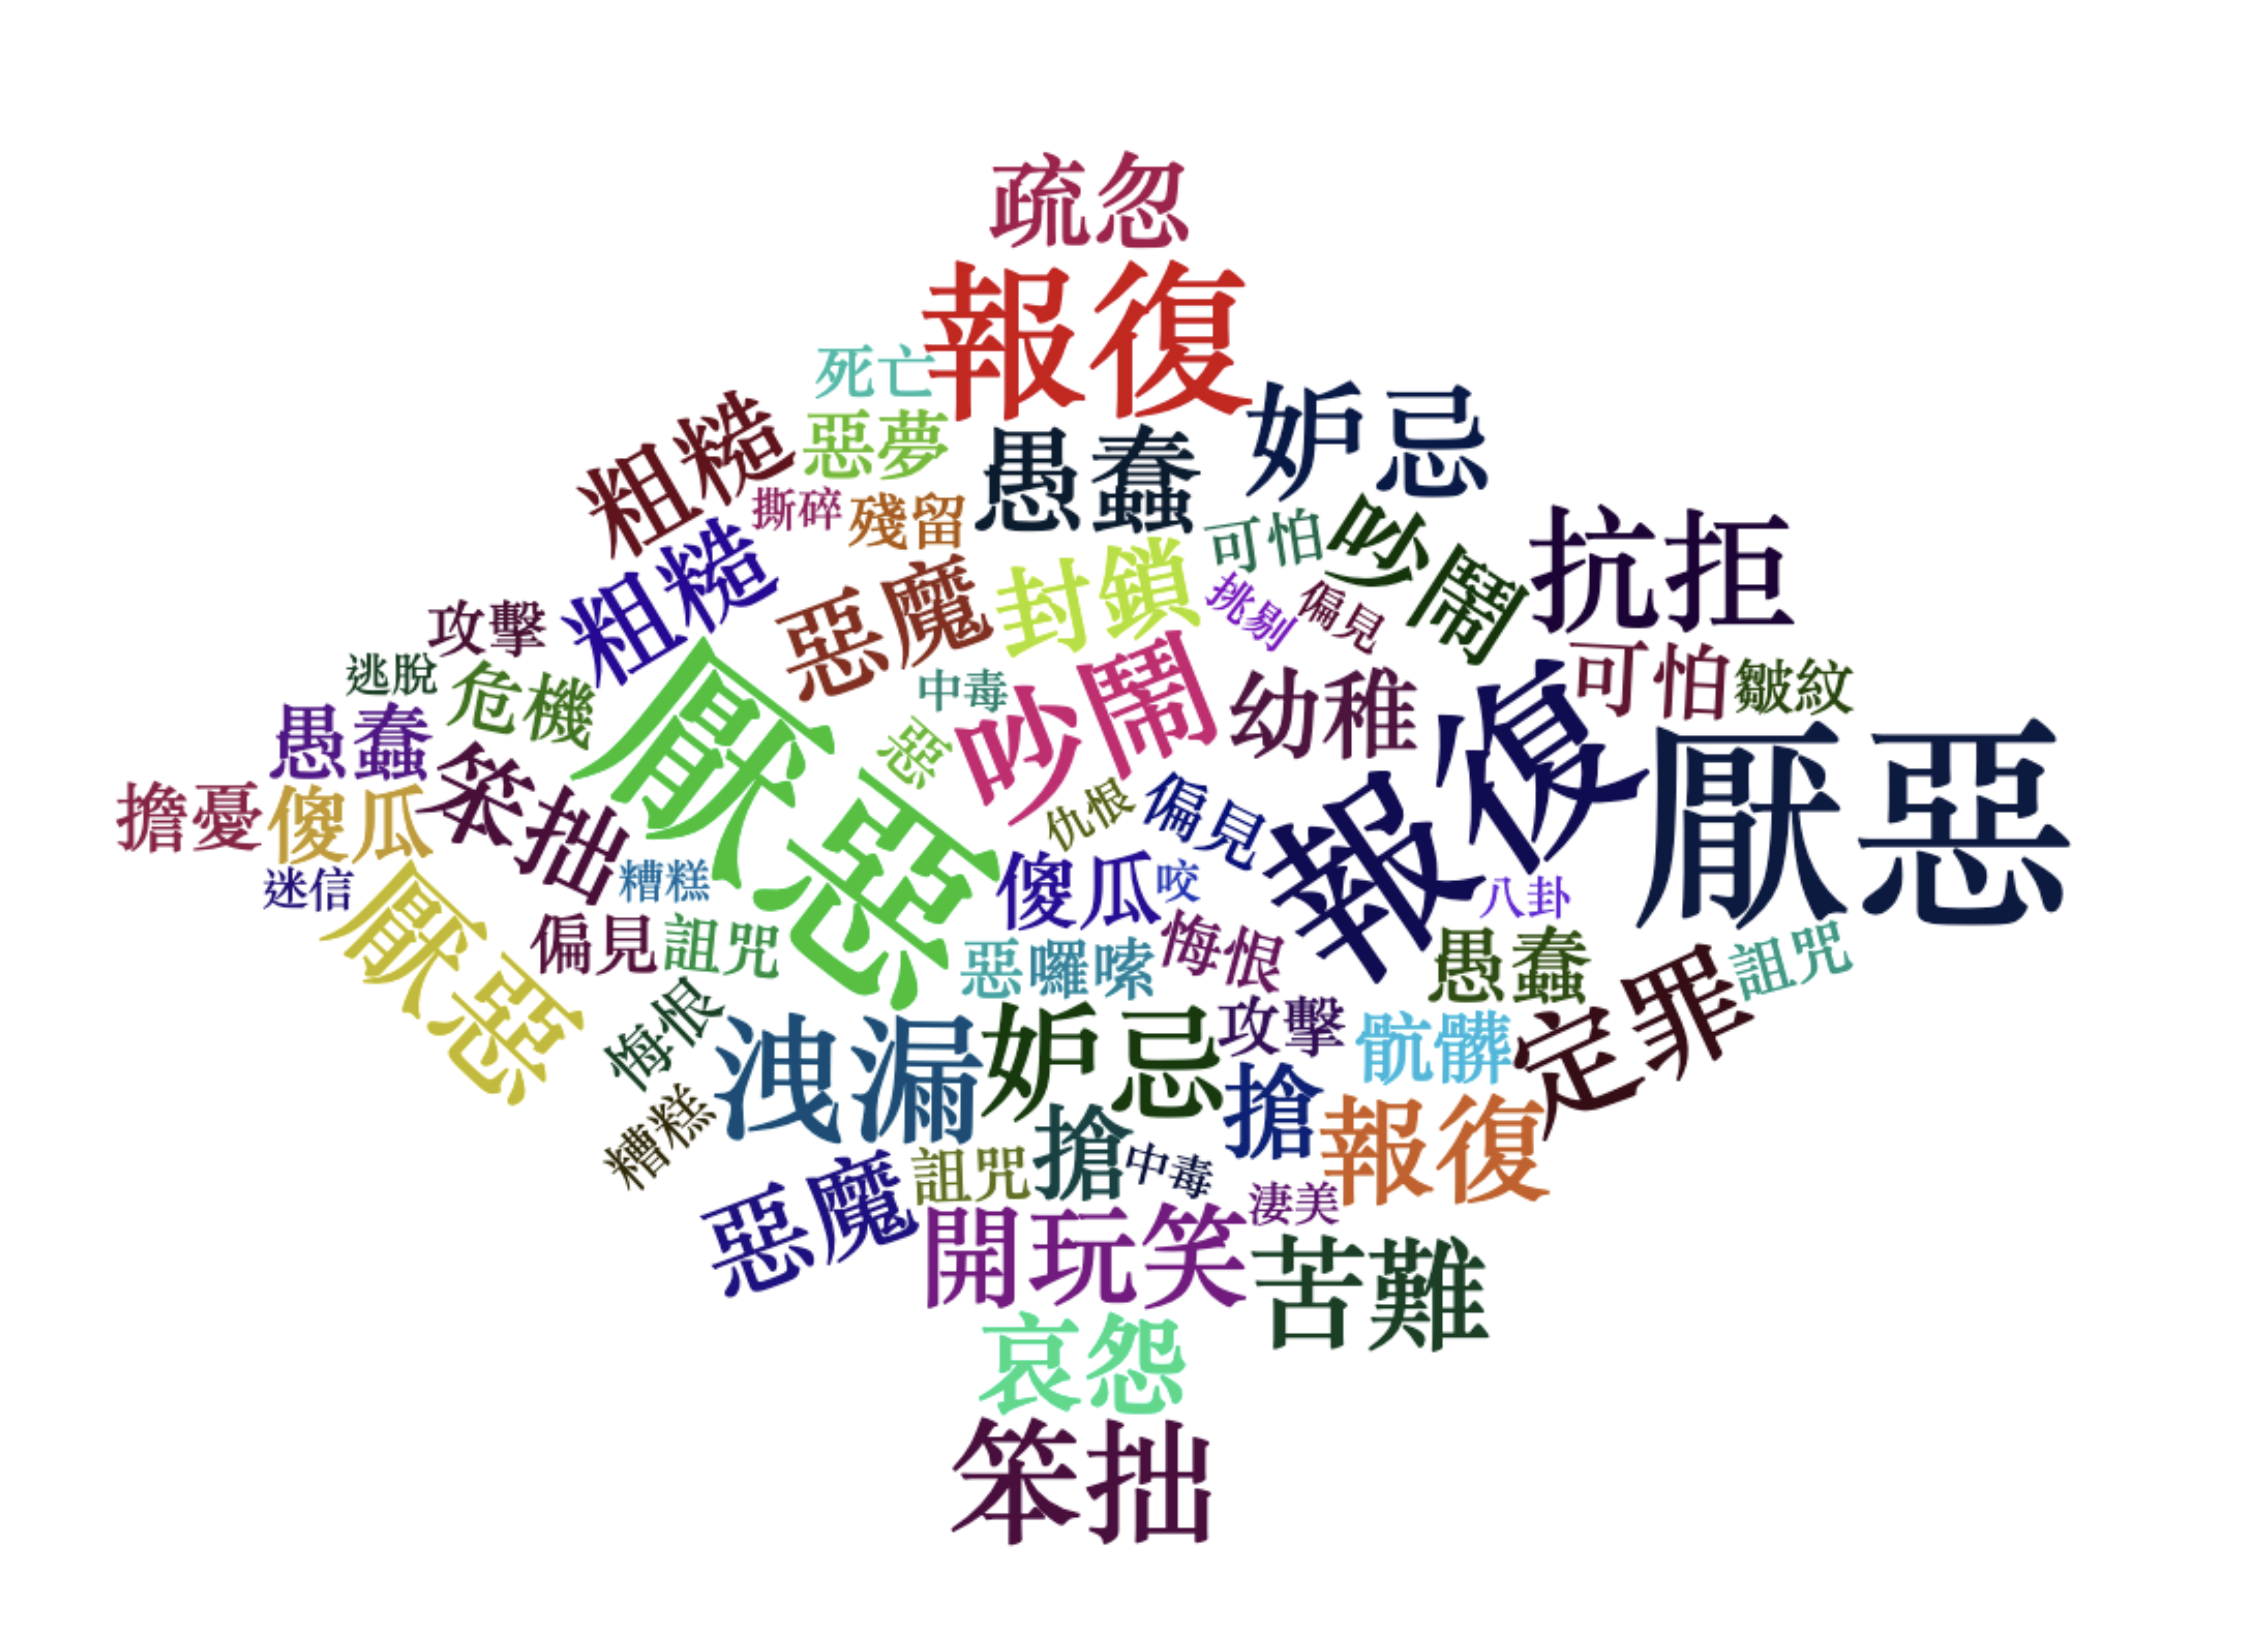 疏忽
報復
死亡
妒忌
粗糙
惡夢
愚蠢
撕碎
殘留
可怕
吵鬧
抗拒
粗糙
惡魔
封鎖
挑剔
偏見
攻擊
逃脫
危機
中毒
吵鬧
幼稚
可怕
皺紋
愚蠢
笨拙
厭惡
惡
報復
厭惡
擔憂
傻瓜
仇恨
偏見
迷信
糟糕
傻瓜
咬
八卦
厭惡
偏見
詛咒
惡
囉嗦
悔恨
愚蠢
定罪
詛咒
悔恨
洩漏
妒忌
攻擊
骯髒
糟糕
搶
搶
報復
惡魔
詛咒
中毒
淒美
開玩笑
苦難
哀怨
笨拙